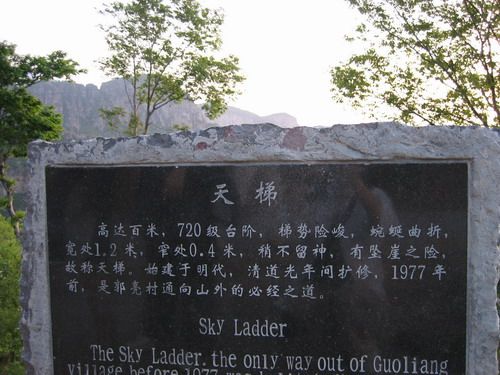 天梯
高达百米，720级台阶，梯势险峻，蜿蜒曲折，
宽处1.2米，窄处0.4米，稍不留神，有坠崖之险，
故称天梯。始建于明代，清道光年间扩修，1977年
前，是郭亮村通向山外的必经之道。
Sky Ladder
The Sky Ladder, the only way out of Guoliang
village before 1977, was